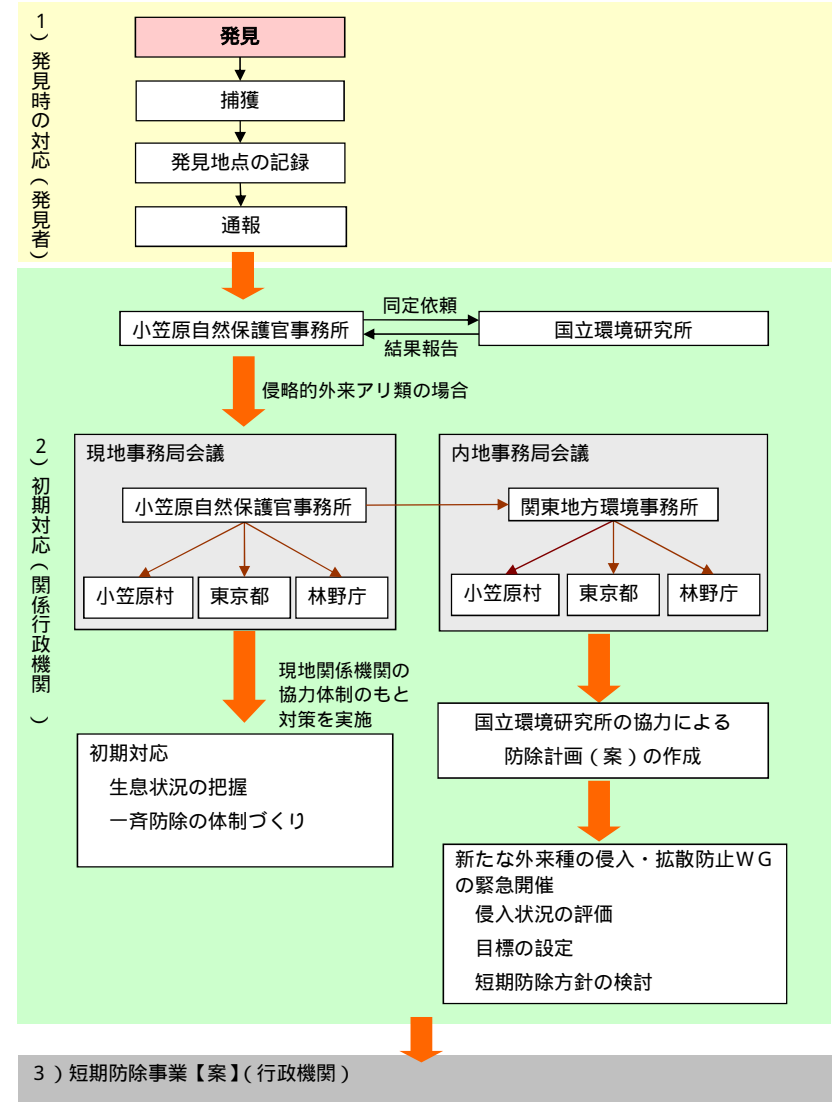 1)発見時の対応(発見者)
発見
捕獲
発見地点の記録
通報
2)初期対応(関係行政機関 )
小笠原自然保護官事務所
同定依頼
結果報告
国立環境研究所
侵略的外来アリ類の場合
現地事務局会議
小笠原自然保護官事務所
小笠原村
東京都
林野庁
内地事務局会議
関東地方環境事務所
小笠原村
東京都
林野庁
現地関係機関の
協力体制のもと
対策を実施
初期対応
生息状況の把握
一斉防除の体制づくり
国立環境研究所の協力による
防除計画(案)の作成
新たな外来種の侵入・拡散防止WG
の緊急開催
侵入状況の評価
目標の設定
短期防除方針の検討
3)短期防除事業【案】(行政機関)